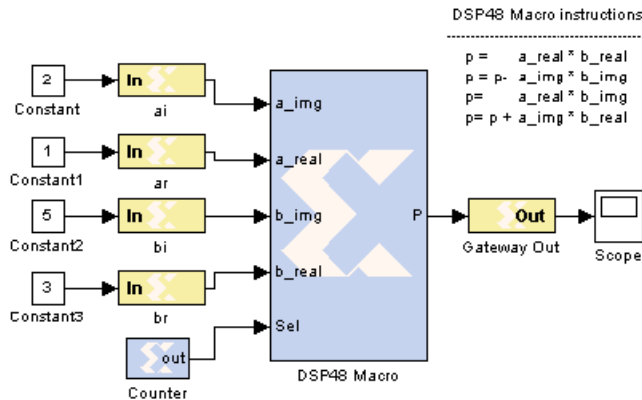 DSP48 Macro instructions
p = a_real * b_real
p = p- a_img * b_img
p= a_real * b_img
p= p + a_img * b_real
2
Constant
In
ai
a_img
1
Constant1
In
ar
a_real
5
Constant2
In
bi
b_img
P
Out
Gateway Out
Scope
3
Constant3
In
br
b_real
out
Counter
Sel
DSP48 Macro